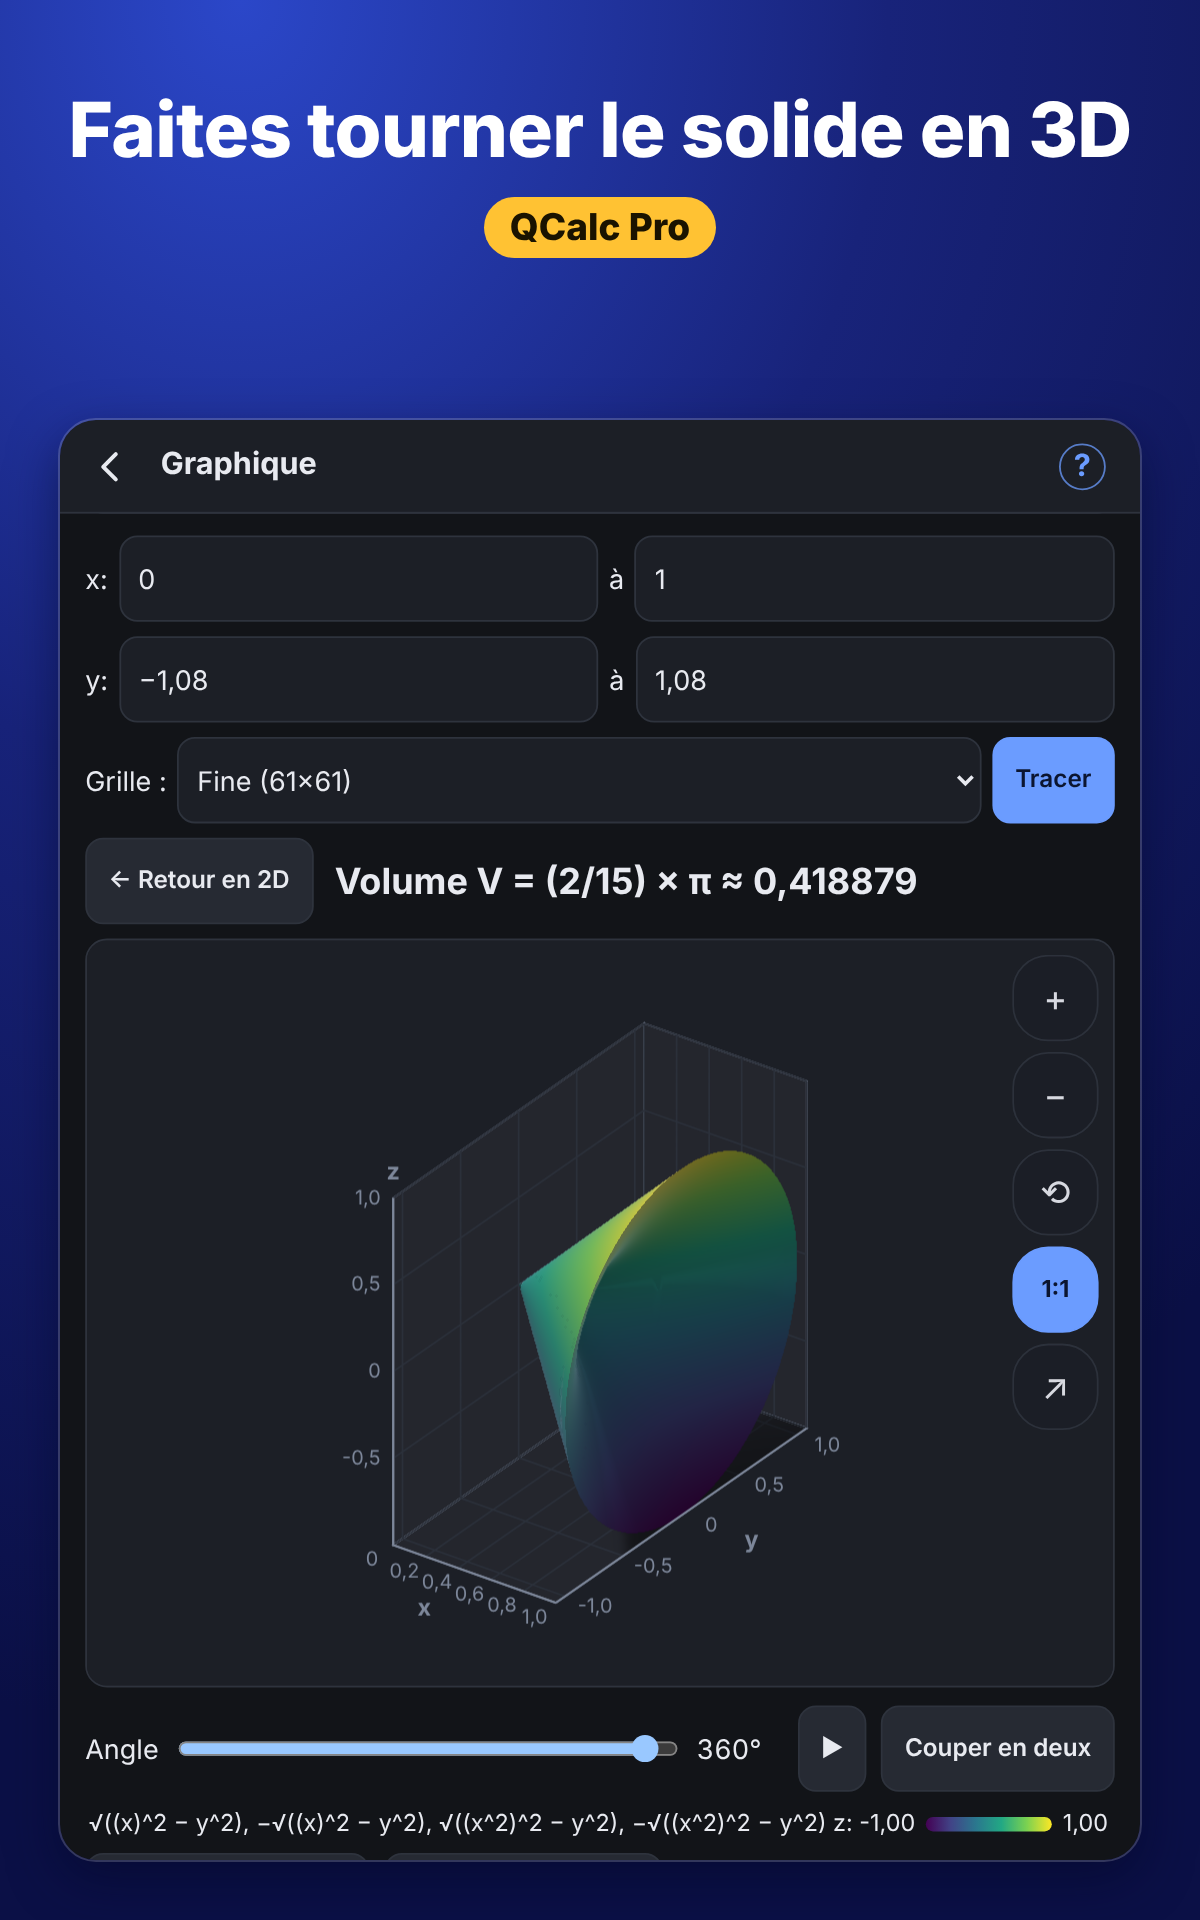 Faites tourner le solide en 3D
QCalc Pro
Graphique
?
x: 0 à 1
y: −1,08 à 1,08
Grille : Fine (61×61) Tracer
← Retour en 2D Volume V = (2/15) × π ≈ 0,418879
+
−
⟲
1:1
↗
z
1,0
0,5
0
-0,5
0 0,2 0,4 0,6 0,8 1,0
x
-1,0 -0,5 0 0,5 1,0
y
Angle 360° ▶ Couper en deux
√((x)^2 − y^2), −√((x)^2 − y^2), √((x^2)^2 − y^2), −√((x^2)^2 − y^2) z: -1,00 1,00